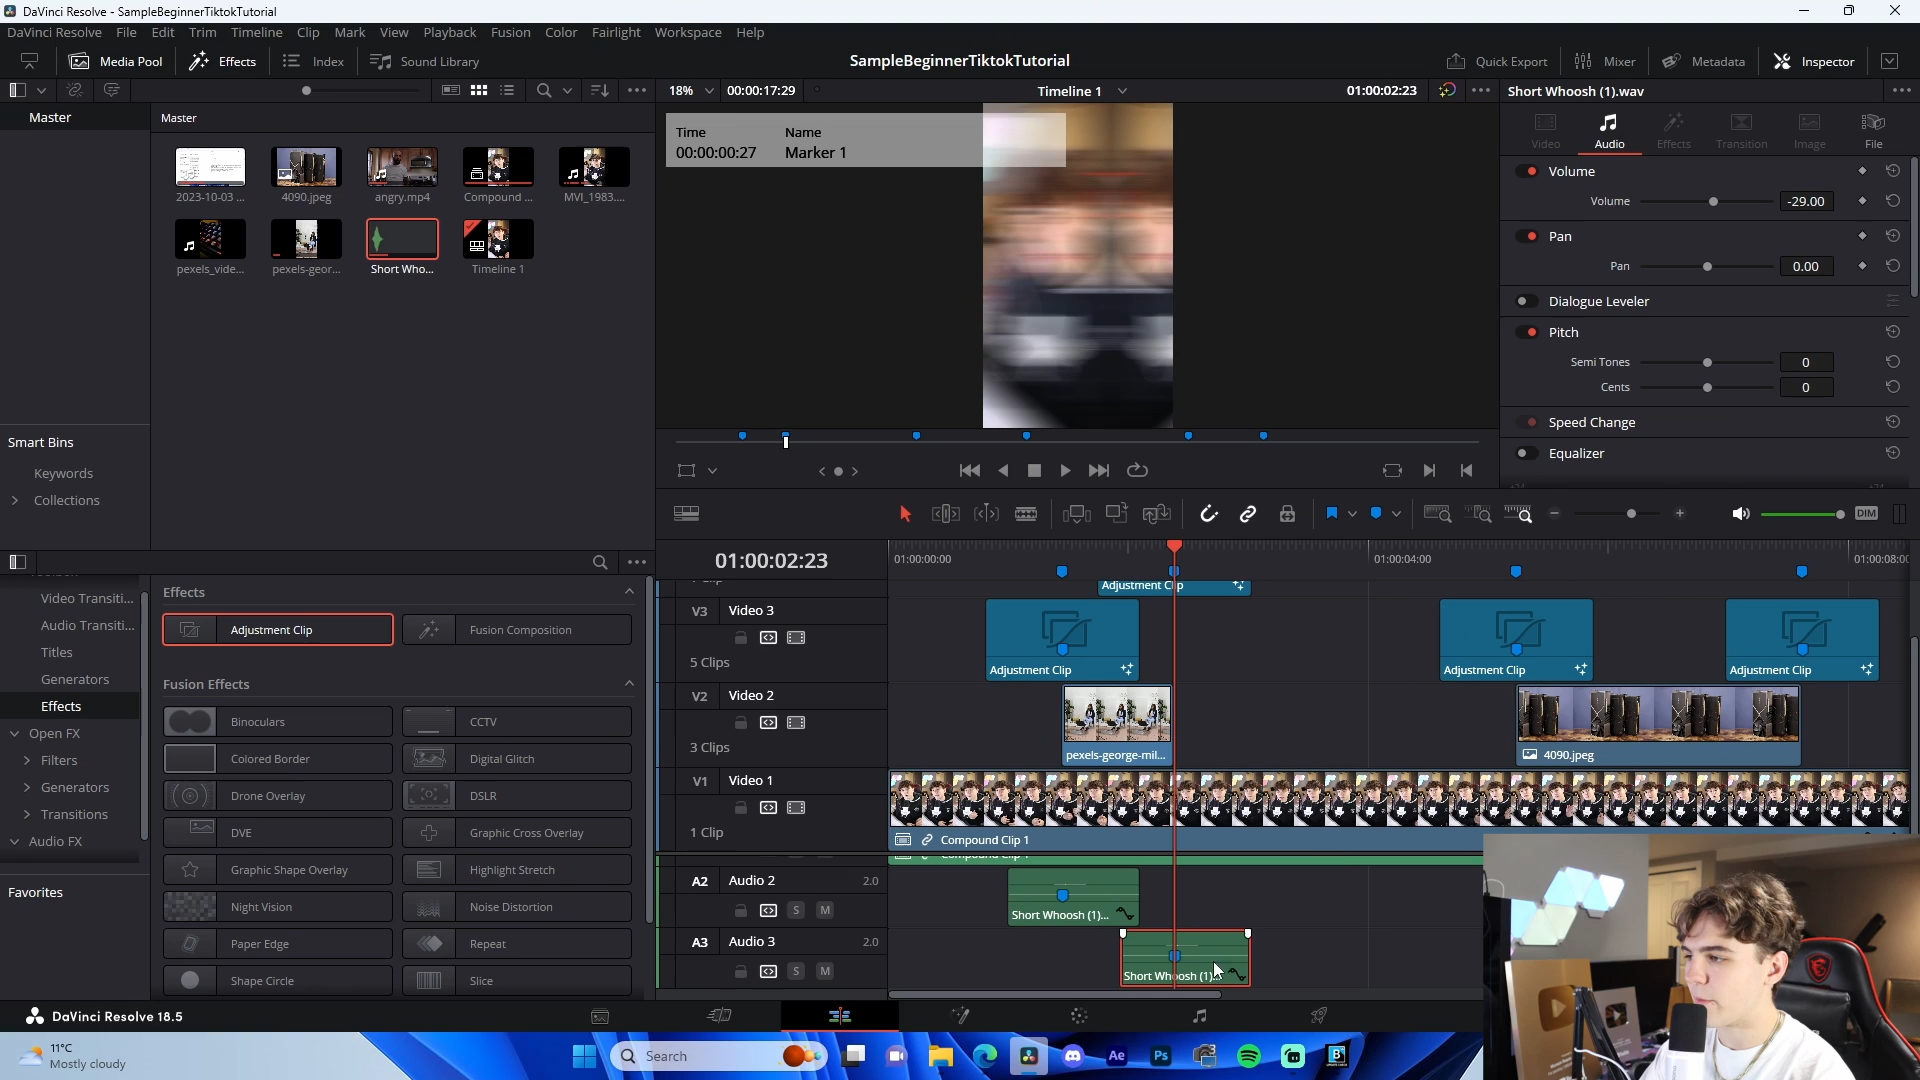 DaVinci Resolve - SampleBeginnerTiktokTutorial
DaVinci Resolve File Edit Trim Timeline Clip Mark View Playback Fusion Color Fairlight Workspace Help
Media Pool Effects Index Sound Library SampleBeginnerTiktokTutorial Quick Export Mixer Metadata Inspector
18% 00:00:17:29 Timeline 1 01:00:02:23 Short Whoosh (1).wav
Master Master
Time Name
00:00:00:27 Marker 1
Video Audio Effects Transition Image File
2023-10-03 ... 4090.jpeg angry.mp4 Compound ... MVI_1983....
pexels_vide... pexels-geor... Short Who... Timeline 1
Volume
Volume -29.00
Pan
Pan 0.00
Dialogue Leveler
Pitch
Semi Tones 0
Cents 0
Speed Change
Equalizer
Smart Bins
Keywords
Collections
DIM
01:00:02:23 01:00:00:00 01:00:04:00 01:00:08:00
Video Transiti...
Audio Transiti...
Titles
Generators
Effects
Open FX
Filters
Generators
Transitions
Audio FX
Favorites
Effects
Adjustment Clip Fusion Composition
Fusion Effects
Binoculars CCTV
Colored Border Digital Glitch
Drone Overlay DSLR
DVE Graphic Cross Overlay
Graphic Shape Overlay Highlight Stretch
Night Vision Noise Distortion
Paper Edge Repeat
Shape Circle Slice
Adjustment Clip
V3 Video 3
5 Clips
Adjustment Clip Adjustment Clip Adjustment Clip
V2 Video 2
3 Clips
pexels-george-mil... 4090.jpeg
V1 Video 1
1 Clip
Compound Clip 1
Compound Clip 1
A2 Audio 2 2.0
S M
Short Whoosh (1)...
A3 Audio 3 2.0
S M
Short Whoosh (1)...
DaVinci Resolve 18.5
11°C
Mostly cloudy
Search
Ae Ps